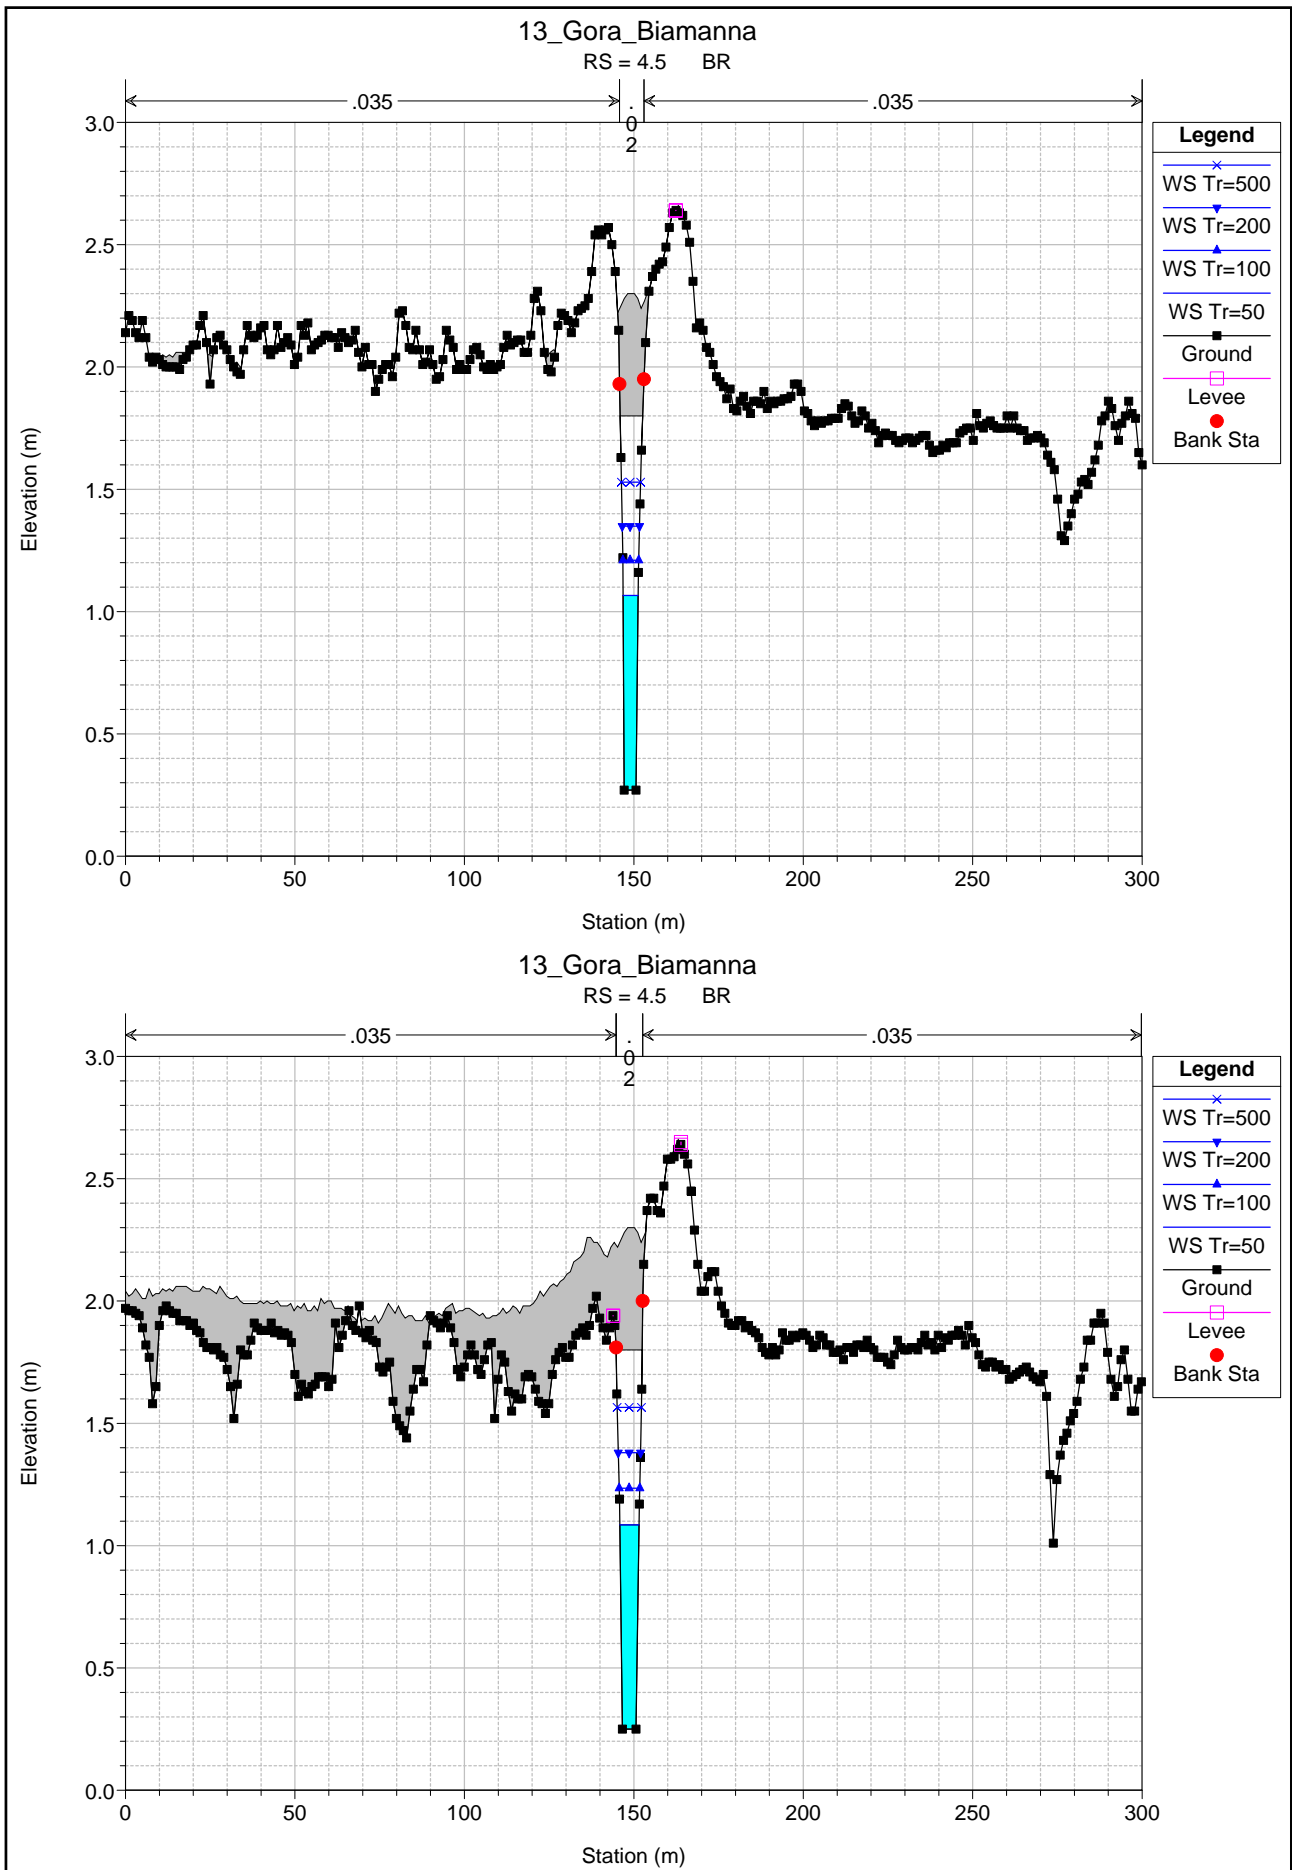 13_Gora_Biamanna
RS = 4.5 BR
.035
.02
.035
3.0
2.5
2.0
1.5
1.0
0.5
0.0
0 50 100 150 200 250 300
Station (m)
Elevation (m)
Legend
WS Tr=500
WS Tr=200
WS Tr=100
WS Tr=50
Ground
Levee
Bank Sta
13_Gora_Biamanna
RS = 4.5 BR
.035
.02
.035
3.0
2.5
2.0
1.5
1.0
0.5
0.0
0 50 100 150 200 250 300
Station (m)
Elevation (m)
Legend
WS Tr=500
WS Tr=200
WS Tr=100
WS Tr=50
Ground
Levee
Bank Sta